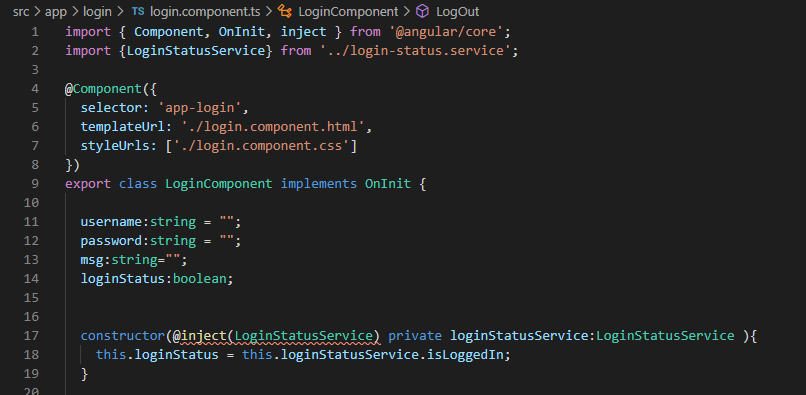 src > app > login > TS login.component.ts > LoginComponent > LogOut
1 import { Component, OnInit, inject } from '@angular/core';
2 import {LoginStatusService} from '../login-status.service';
3
4 @Component({
5 selector: 'app-login',
6 templateUrl: './login.component.html',
7 styleUrls: ['./login.component.css']
8 })
9 export class LoginComponent implements OnInit {
10
11 username:string = "";
12 password:string = "";
13 msg:string="";
14 loginStatus:boolean;
15
16
17 constructor(@inject(LoginStatusService) private loginStatusService:LoginStatusService ){
18 this.loginStatus = this.loginStatusService.isLoggedIn;
19 }
20